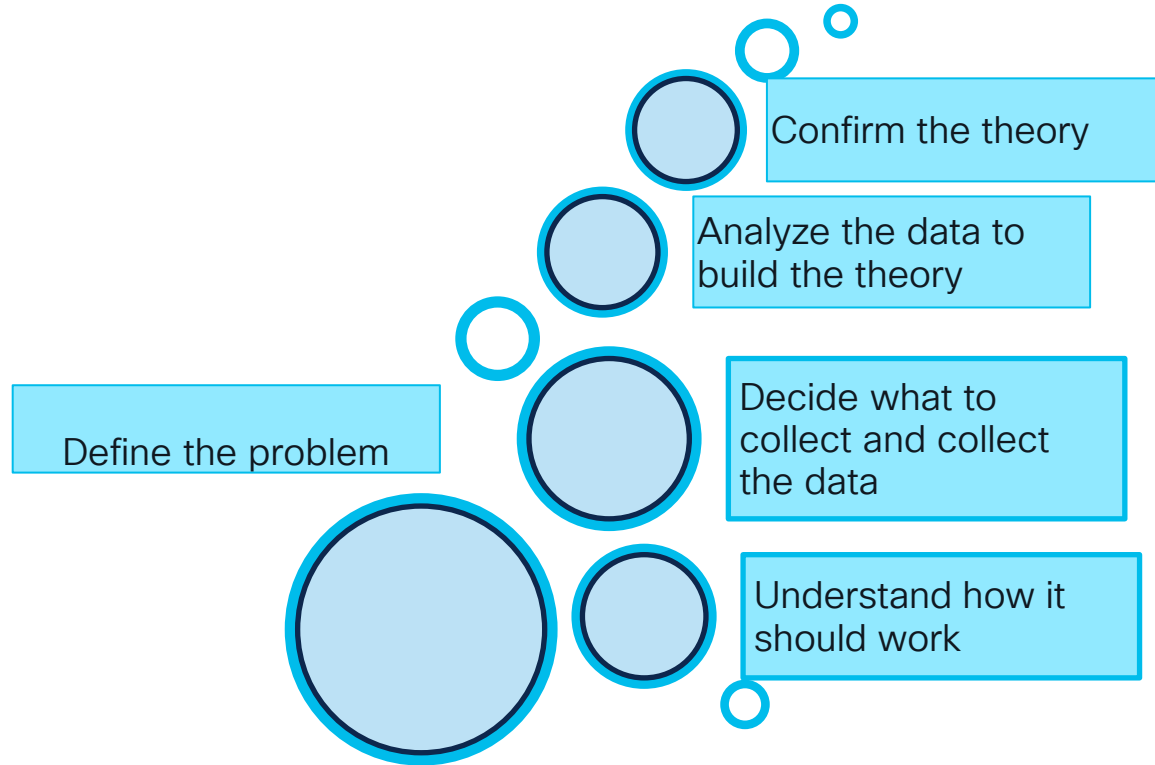 Confirm the theory
Analyze the data to
build the theory
Define the problem
Decide what to
collect and collect
the data
Understand how it
should work